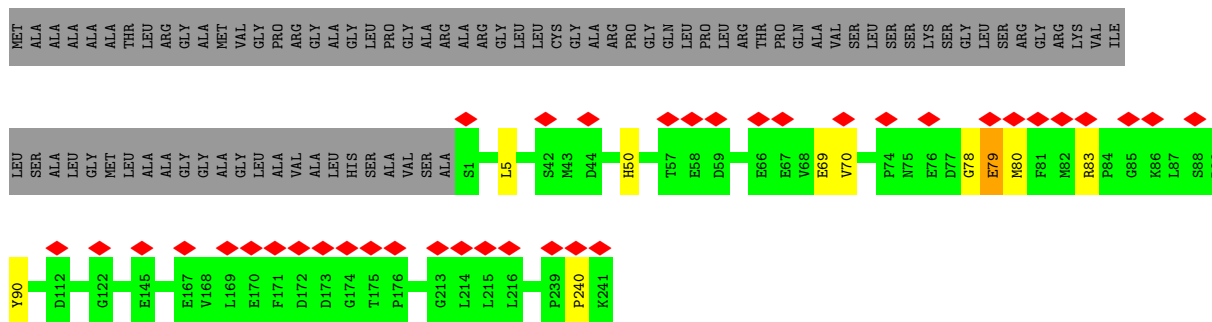 MET ALA ALA ALA ALA ALA THR LEU ARG GLY ALA MET VAL GLY PRO ARG GLY ALA GLY LEU PRO GLY ALA ARG ALA ARG GLY LEU LEU CYS GLY ALA ARG PRO GLY GLN LEU PRO LEU ARG THR PRO GLN ALA VAL SER LEU SER SER LYS SER GLY LEU SER ARG GLY ARG LYS VAL ILE
LEU SER ALA LEU GLY MET LEU ALA ALA GLY GLY ALA GLY LEU ALA VAL ALA LEU HIS SER ALA VAL SER ALA S1 L5 S42 M43 D44 H50 T57 E58 D59 E66 E67 V68 E69 V70 P74 N75 E76 D77 G78 E79 M80 F81 M82 R83 P84 G85 K86 L87 S88
Y90 D112 G122 E145 E167 V168 L169 E170 F171 D172 D173 G174 T175 P176 G213 L214 L215 L216 P239 P240 K241